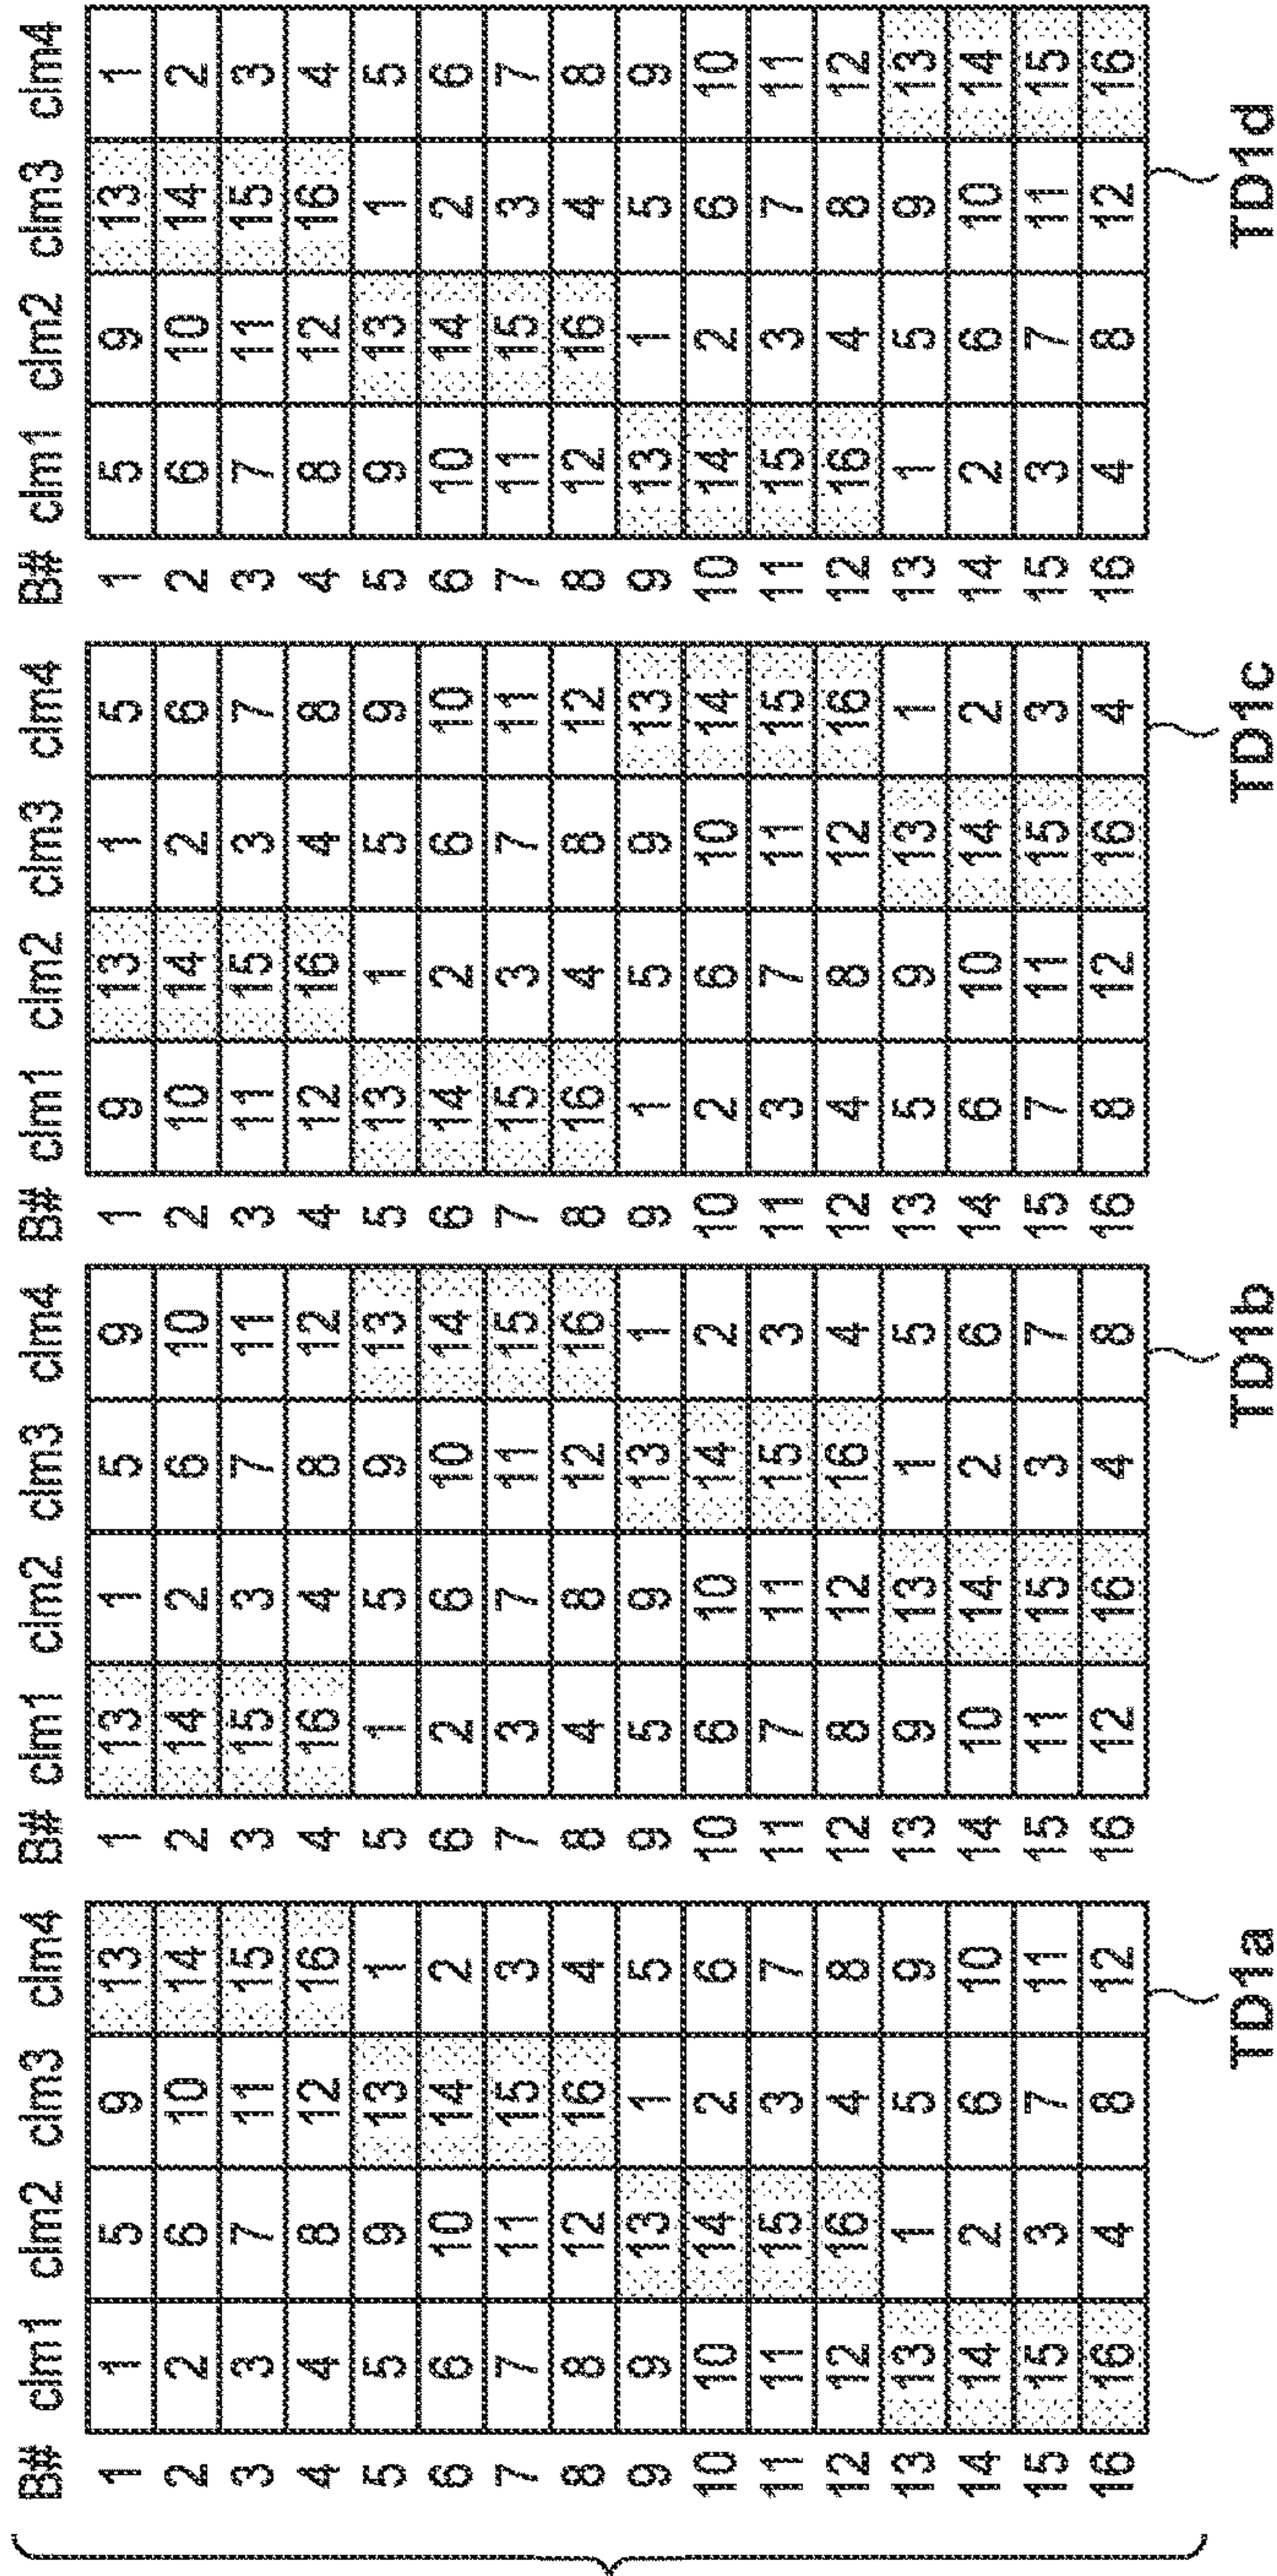 B# clm1 clm2 clm3 clm4 B# clm1 clm2 clm3 clm4 B# clm1 clm2 clm3 clm4 B# clm1 clm2 clm3 clm4
1 1 5 9 13 1 13 1 5 9 1 9 13 1 5 1 5 9 13 1
2 2 6 10 14 2 14 2 6 10 2 10 14 2 6 2 6 10 14 2
3 3 7 11 15 3 15 3 7 11 3 11 15 3 7 3 7 11 15 3
4 4 8 12 16 4 16 4 8 12 4 12 16 4 8 4 8 12 16 4
5 5 9 13 1 5 1 5 9 13 5 13 1 5 9 5 9 13 1 5
6 6 10 14 2 6 2 6 10 14 6 14 2 6 10 6 10 14 2 6
7 7 11 15 3 7 3 7 11 15 7 15 3 7 11 7 11 15 3 7
8 8 12 16 4 8 4 8 12 16 8 16 4 8 12 8 12 16 4 8
9 9 13 1 5 9 5 9 13 1 9 1 5 9 13 9 13 1 5 9
10 10 14 2 6 10 6 10 14 2 10 2 6 10 14 10 14 2 6 10
11 11 15 3 7 11 7 11 15 3 11 3 7 11 15 11 15 3 7 11
12 12 16 4 8 12 8 12 16 4 12 4 8 12 16 12 16 4 8 12
13 13 1 5 9 13 9 13 1 5 13 5 9 13 1 13 1 5 9 13
14 14 2 6 10 14 10 14 2 6 14 6 10 14 2 14 2 6 10 14
15 15 3 7 11 15 11 15 3 7 15 7 11 15 3 15 3 7 11 15
16 16 4 8 12 16 12 16 4 8 16 8 12 16 4 16 4 8 12 16
TD1a TD1b TD1c TD1d